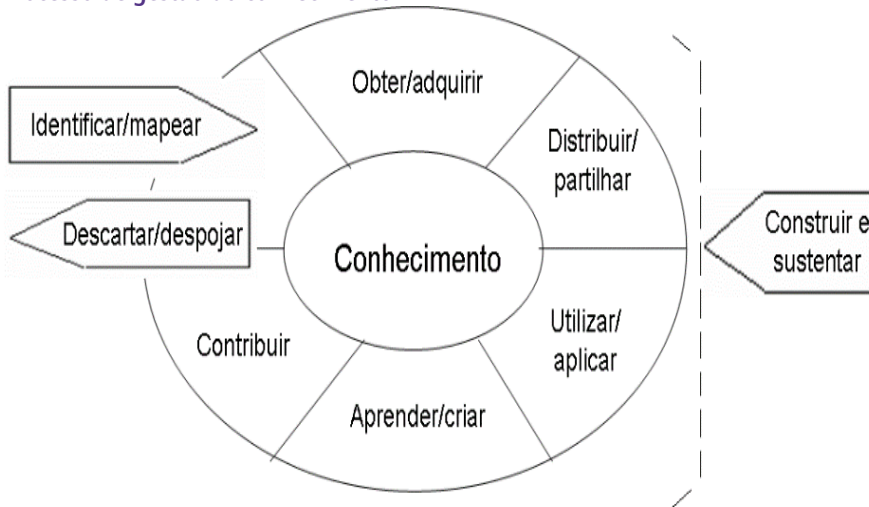 Obter/adquirir
Identificar/mapear
Distribuir/
partilhar
Descartar/despojar
Conhecimento
Construir e
sustentar
Contribuir
Utilizar/
aplicar
Aprender/criar